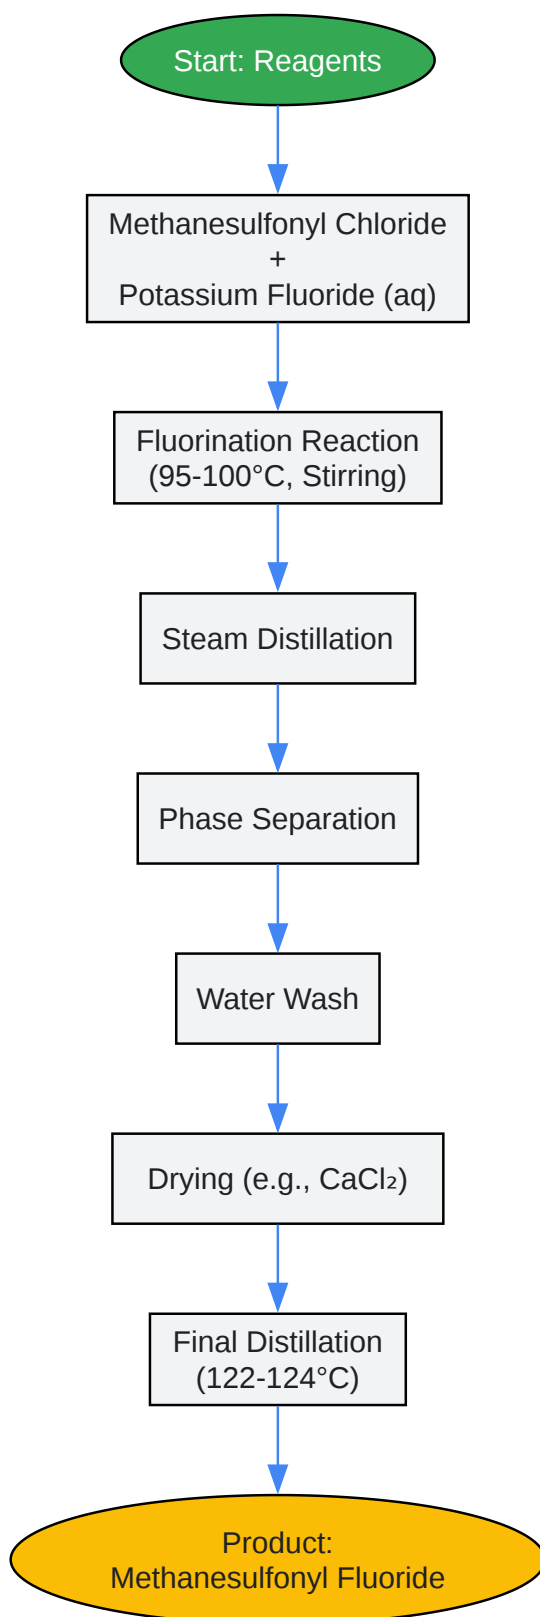 Start: Reagents
Methanesulfonyl Chloride
+
Potassium Fluoride (aq)
Fluorination Reaction
(95-100°C, Stirring)
Steam Distillation
Phase Separation
Water Wash
Drying (e.g., CaCl₂)
Final Distillation
(122-124°C)
Product:
Methanesulfonyl Fluoride